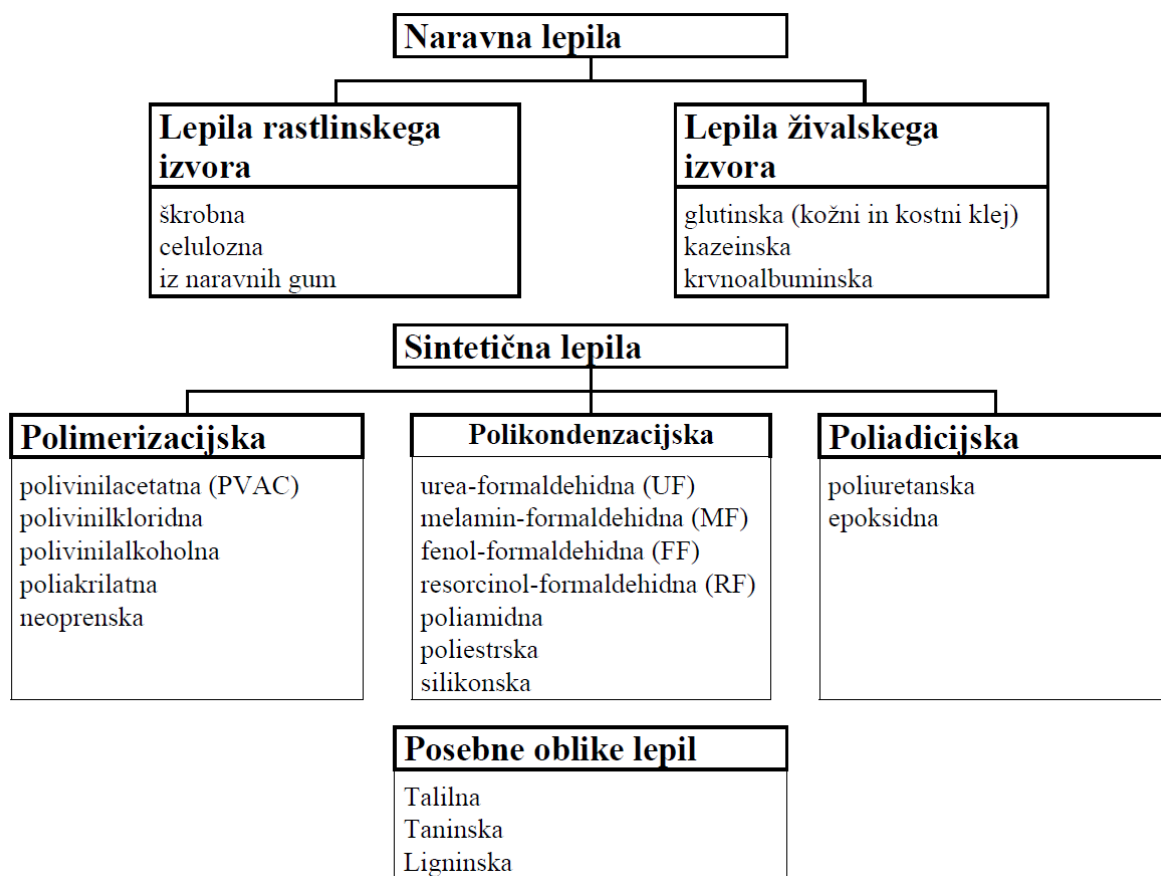 Naravna lepila
Lepila rastlinskega
izvora
škrobna
celulozna
iz naravnih gum
Lepila živalskega
izvora
glutinska (kožni in kostni klej)
kazeinska
krvnoalbuminska
Sintetična lepila
Polimerizacijska
polivinilacetatna (PVAC)
polivinilkloridna
polivinilalkoholna
poliakrilatna
neoprenska
Polikondenzacijska
urea-formaldehidna (UF)
melamin-formaldehidna (MF)
fenol-formaldehidna (FF)
resorcinol-formaldehidna (RF)
poliamidna
poliestrska
silikonska
Poliadicijska
poliuretanska
epoksidna
Posebne oblike lepil
Talilna
Taninska
Ligninska